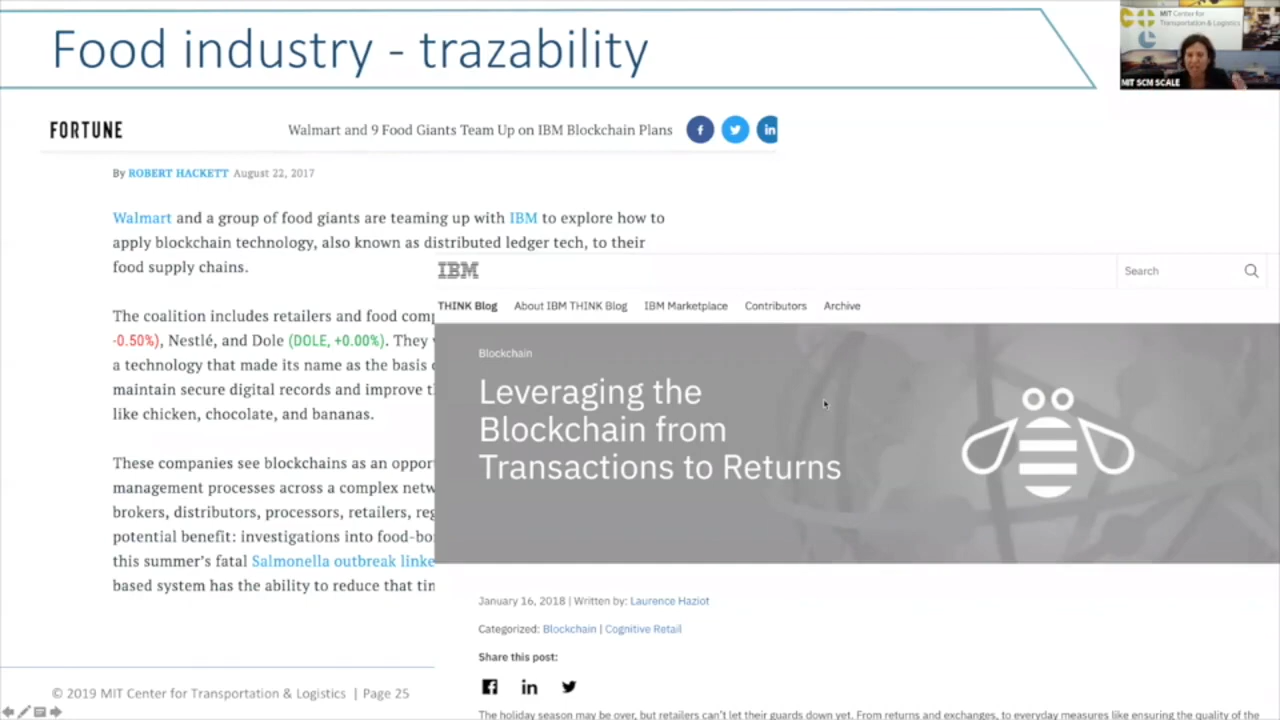 Food industry - trazability
MIT Center for
Transportation & Logistics
MIT SCM SCALE
FORTUNE
Walmart and 9 Food Giants Team Up on IBM Blockchain Plans
By ROBERT HACKETT August 22, 2017
Walmart and a group of food giants are teaming up with IBM to explore how to
apply blockchain technology, also known as distributed ledger tech, to their
food supply chains.
The coalition includes retailers and food comp
-0.50%), Nestlé, and Dole (DOLE, +0.00%). They
a technology that made its name as the basis
maintain secure digital records and improve t
like chicken, chocolate, and bananas.
These companies see blockchains as an oppor
management processes across a complex netw
brokers, distributors, processors, retailers, reg
potential benefit: investigations into food-bo
this summer's fatal Salmonella outbreak linke
based system has the ability to reduce that tim
IBM
Search
THINK Blog About IBM THINK Blog IBM Marketplace Contributors Archive
Blockchain
Leveraging the
Blockchain from
Transactions to Returns
January 16, 2018 | Written by: Laurence Haziot
Categorized: Blockchain | Cognitive Retail
Share this post:
The holiday season may be over, but retailers can't let their guards down yet. From returns and exchanges, to everyday measures like ensuring the quality of the
© 2019 MIT Center for Transportation & Logistics | Page 25